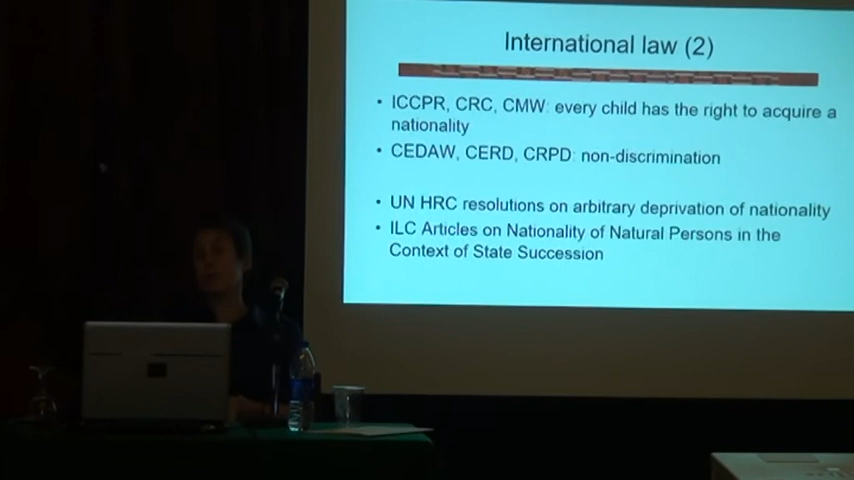 International law (2)
• ICCPR, CRC, CMW: every child has the right to acquire a
nationality
• CEDAW, CERD, CRPD: non-discrimination
• UN HRC resolutions on arbitrary deprivation of nationality
• ILC Articles on Nationality of Natural Persons in the
Context of State Succession